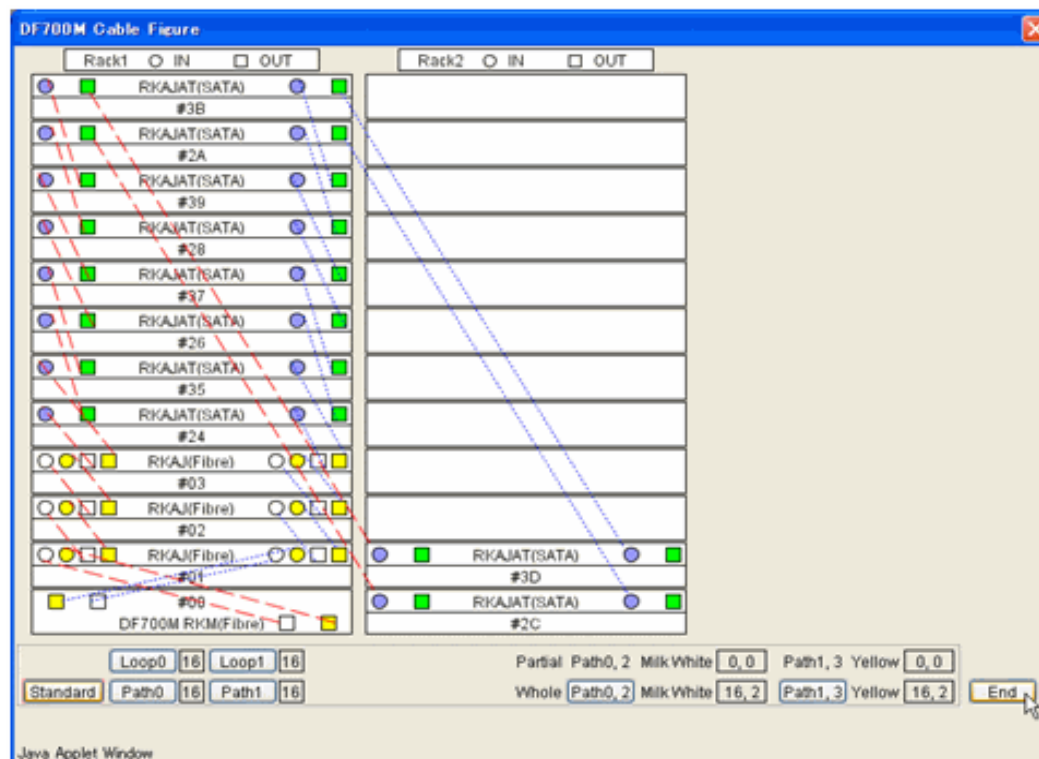 DF700M Cable Figure
Rack1 IN OUT
Rack2 IN OUT
RKAJAT(SATA)
#3B
RKAJAT(SATA)
#2A
RKAJAT(SATA)
#39
RKAJAT(SATA)
#28
RKAJAT(SATA)
#37
RKAJAT(SATA)
#26
RKAJAT(SATA)
#35
RKAJAT(SATA)
#24
RKAJ(Fibre)
#03
RKAJ(Fibre)
#02
RKAJ(Fibre)
#01
#00
DF700M RKM(Fibre)
RKAJAT(SATA)
#3D
RKAJAT(SATA)
#2C
Loop0 16 Loop1 16 Partial Path0, 2 Milk White 0, 0 Path1, 3 Yellow 0, 0
Standard Path0 16 Path1 16 Whole Path0, 2 Milk White 16, 2 Path1, 3 Yellow 16, 2 End
Java Applet Window